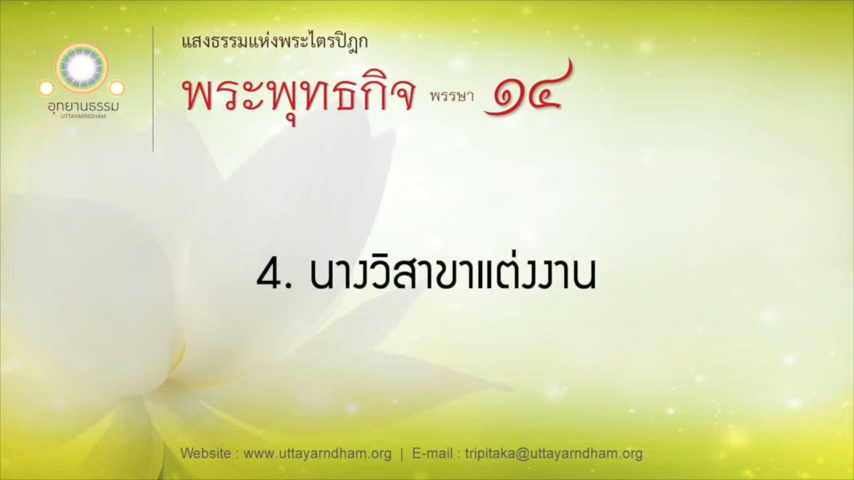 แสงธรรมแห่งพระไตรปิฎก
พระพุทธกิจ พรรษา ๑๔
อุทยานธรรม
UTTAYARNDHAM
4. นางวิสาขาแต่งงาน
Website : www.uttayarndham.org | E-mail : tripitaka@uttayarndham.org